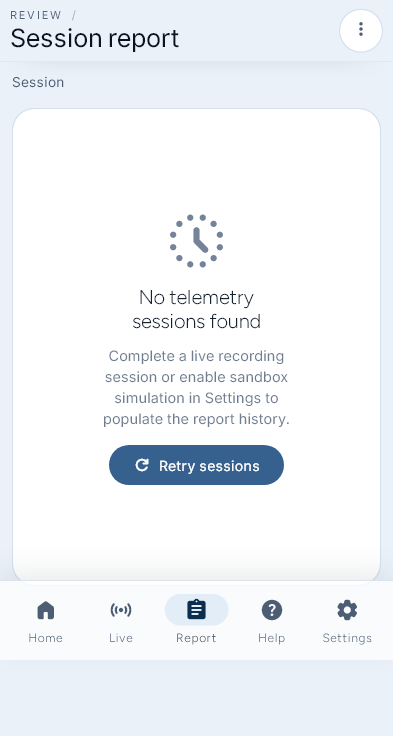 REVIEW /
Session report
Session
No telemetry
sessions found
Complete a live recording
session or enable sandbox
simulation in Settings to
populate the report history.
Retry sessions
Home
Live
Report
Help
Settings